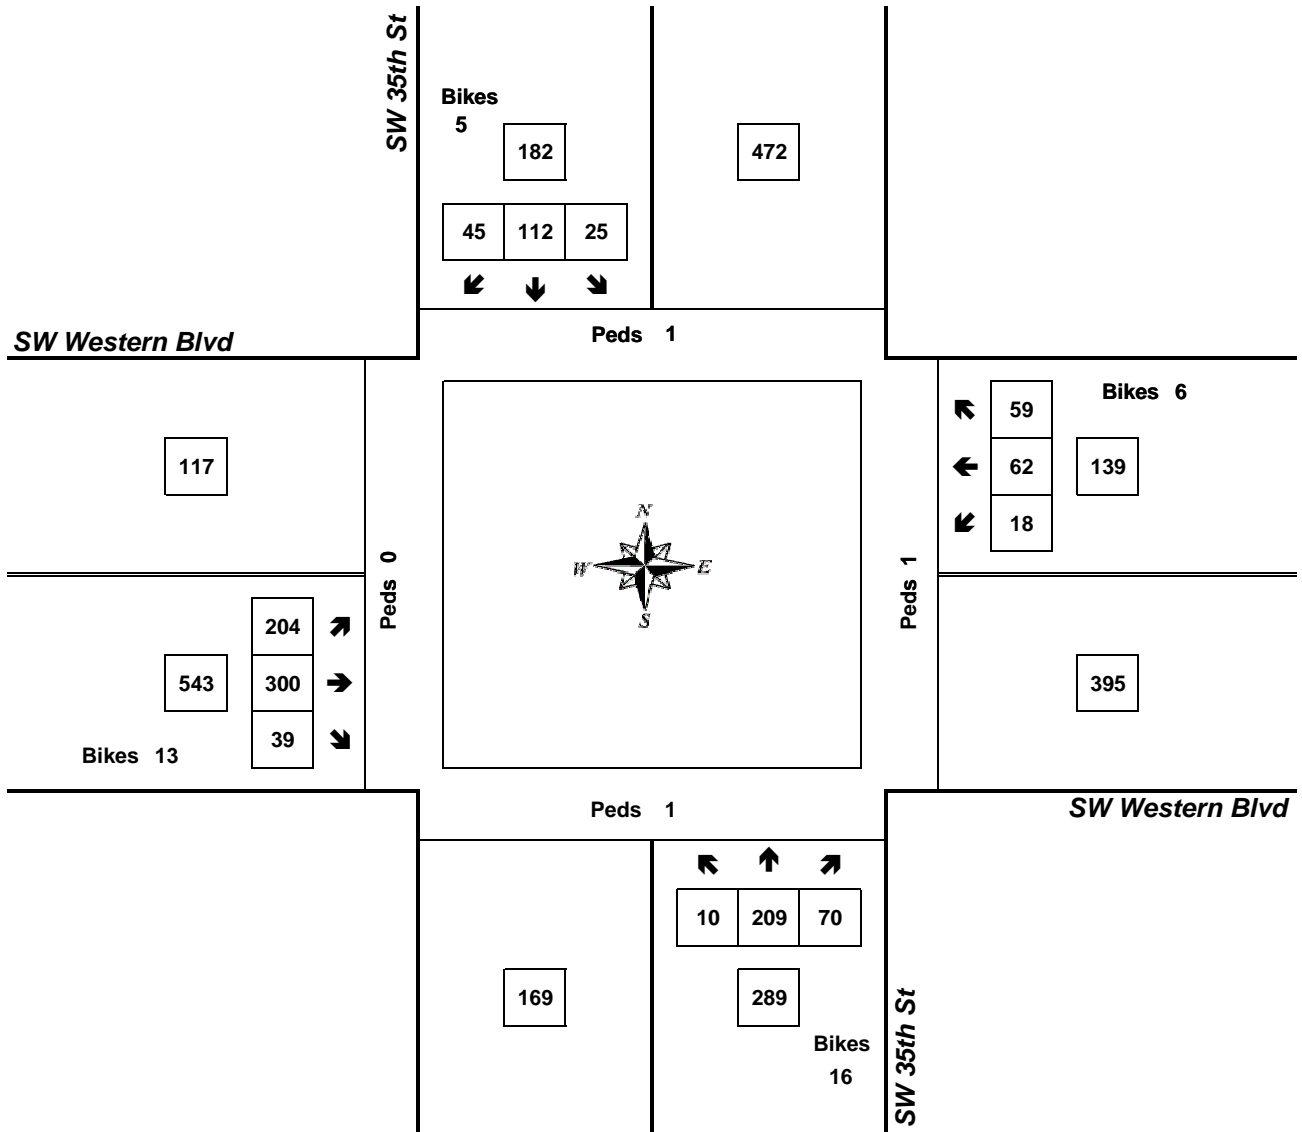 SW 35th St
Bikes
5
182
472
45 112 25
Peds 1
SW Western Blvd
Bikes 6
59
117
62 139
18
N
W E
S
Peds 0
Peds 1
204
543 300
395
39
Bikes 13
Peds 1
SW Western Blvd
10 209 70
169
289
SW 35th St
Bikes
16